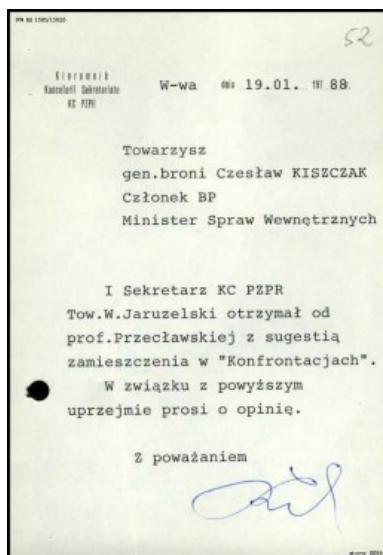 52
Kierownik
Kancelarii Sekretariatu
KC PZPR
W-wa dnia 19.01. 1988.
Towarzysz
gen.broni Czesław KISZCZAK
Członek BP
Minister Spraw Wewnętrznych
I Sekretarz KC PZPR
Tow.W.Jaruzelski otrzymał od
prof.Przecławskiej z sugestią
zamieszczenia w "Konfrontacjach".
W związku z powyższym
uprzejmie prosi o opinię.
Z poważaniem